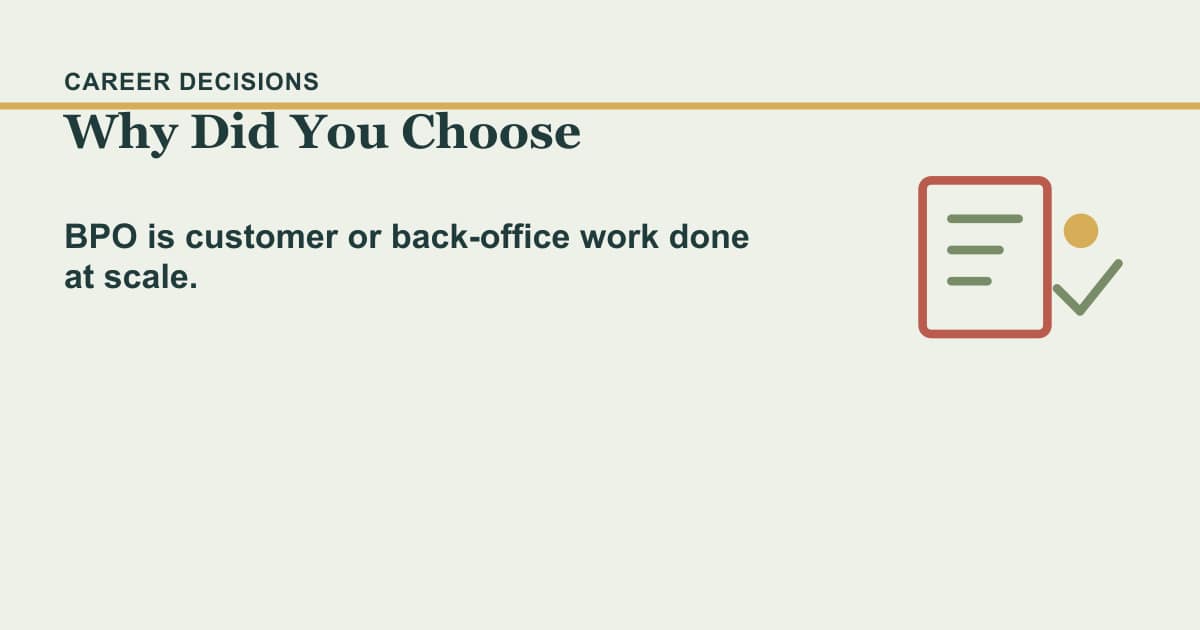 CAREER DECISIONS
Why Did You Choose
BPO is customer or back-office work done
at scale.